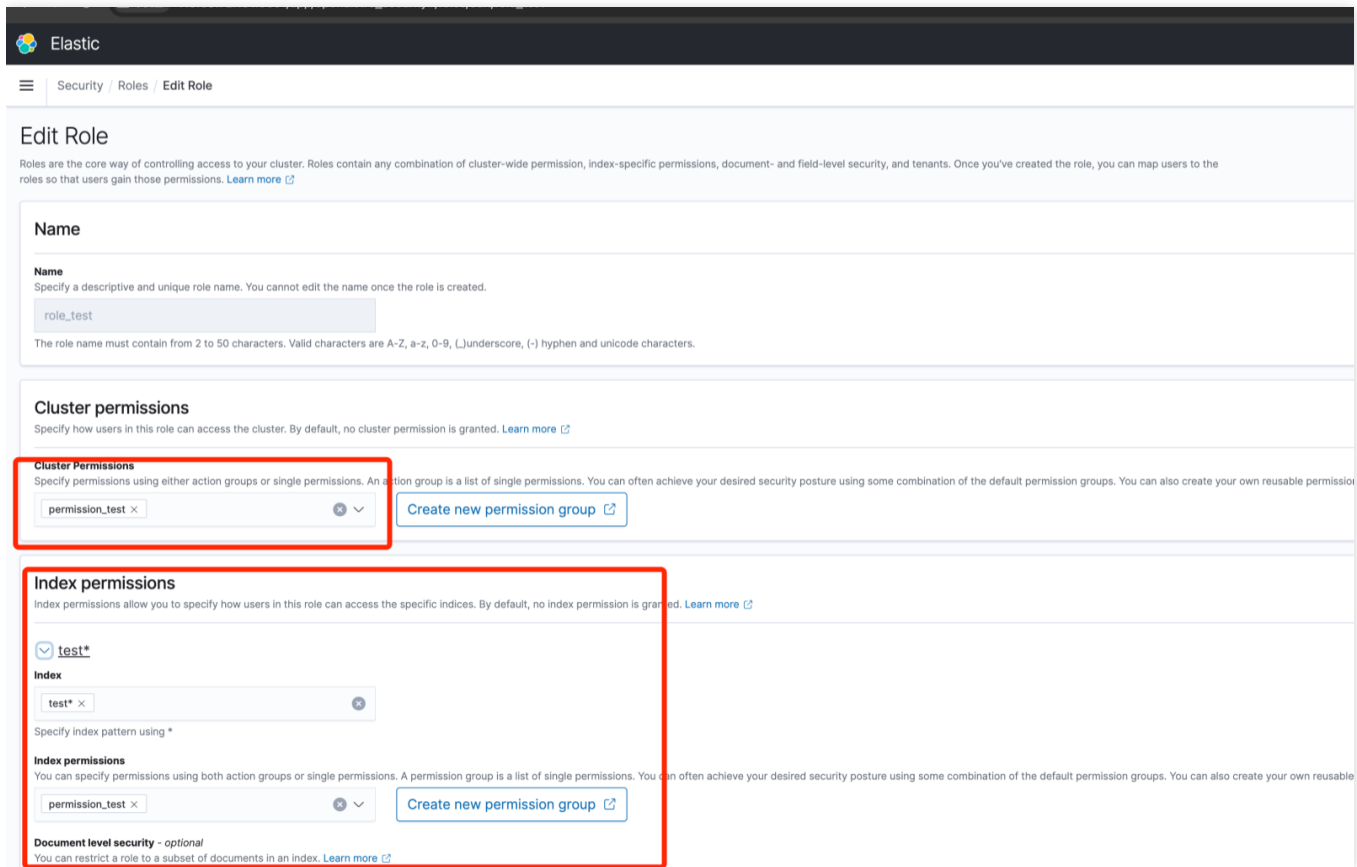 Elastic
Security / Roles / Edit Role
Edit Role
Roles are the core way of controlling access to your cluster. Roles contain any combination of cluster-wide permission, index-specific permissions, document- and field-level security, and tenants. Once you've created the role, you can map users to the
roles so that users gain those permissions. Learn more
Name
Name
Specify a descriptive and unique role name. You cannot edit the name once the role is created.
role_test
The role name must contain from 2 to 50 characters. Valid characters are A-Z, a-z, 0-9, (_)underscore, (-) hyphen and unicode characters.
Cluster permissions
Specify how users in this role can access the cluster. By default, no cluster permission is granted. Learn more
Cluster Permissions
Specify permissions using either action groups or single permissions. An action group is a list of single permissions. You can often achieve your desired security posture using some combination of the default permission groups. You can also create your own reusable permissio
permission_test × Create new permission group
Index permissions
Index permissions allow you to specify how users in this role can access the specific indices. By default, no index permission is granted. Learn more
test*
Index
test* ×
Specify index pattern using *
Index permissions
You can specify permissions using both action groups or single permissions. A permission group is a list of single permissions. You can often achieve your desired security posture using some combination of the default permission groups. You can also create your own reusable
permission_test × Create new permission group
Document level security - optional
You can restrict a role to a subset of documents in an index. Learn more